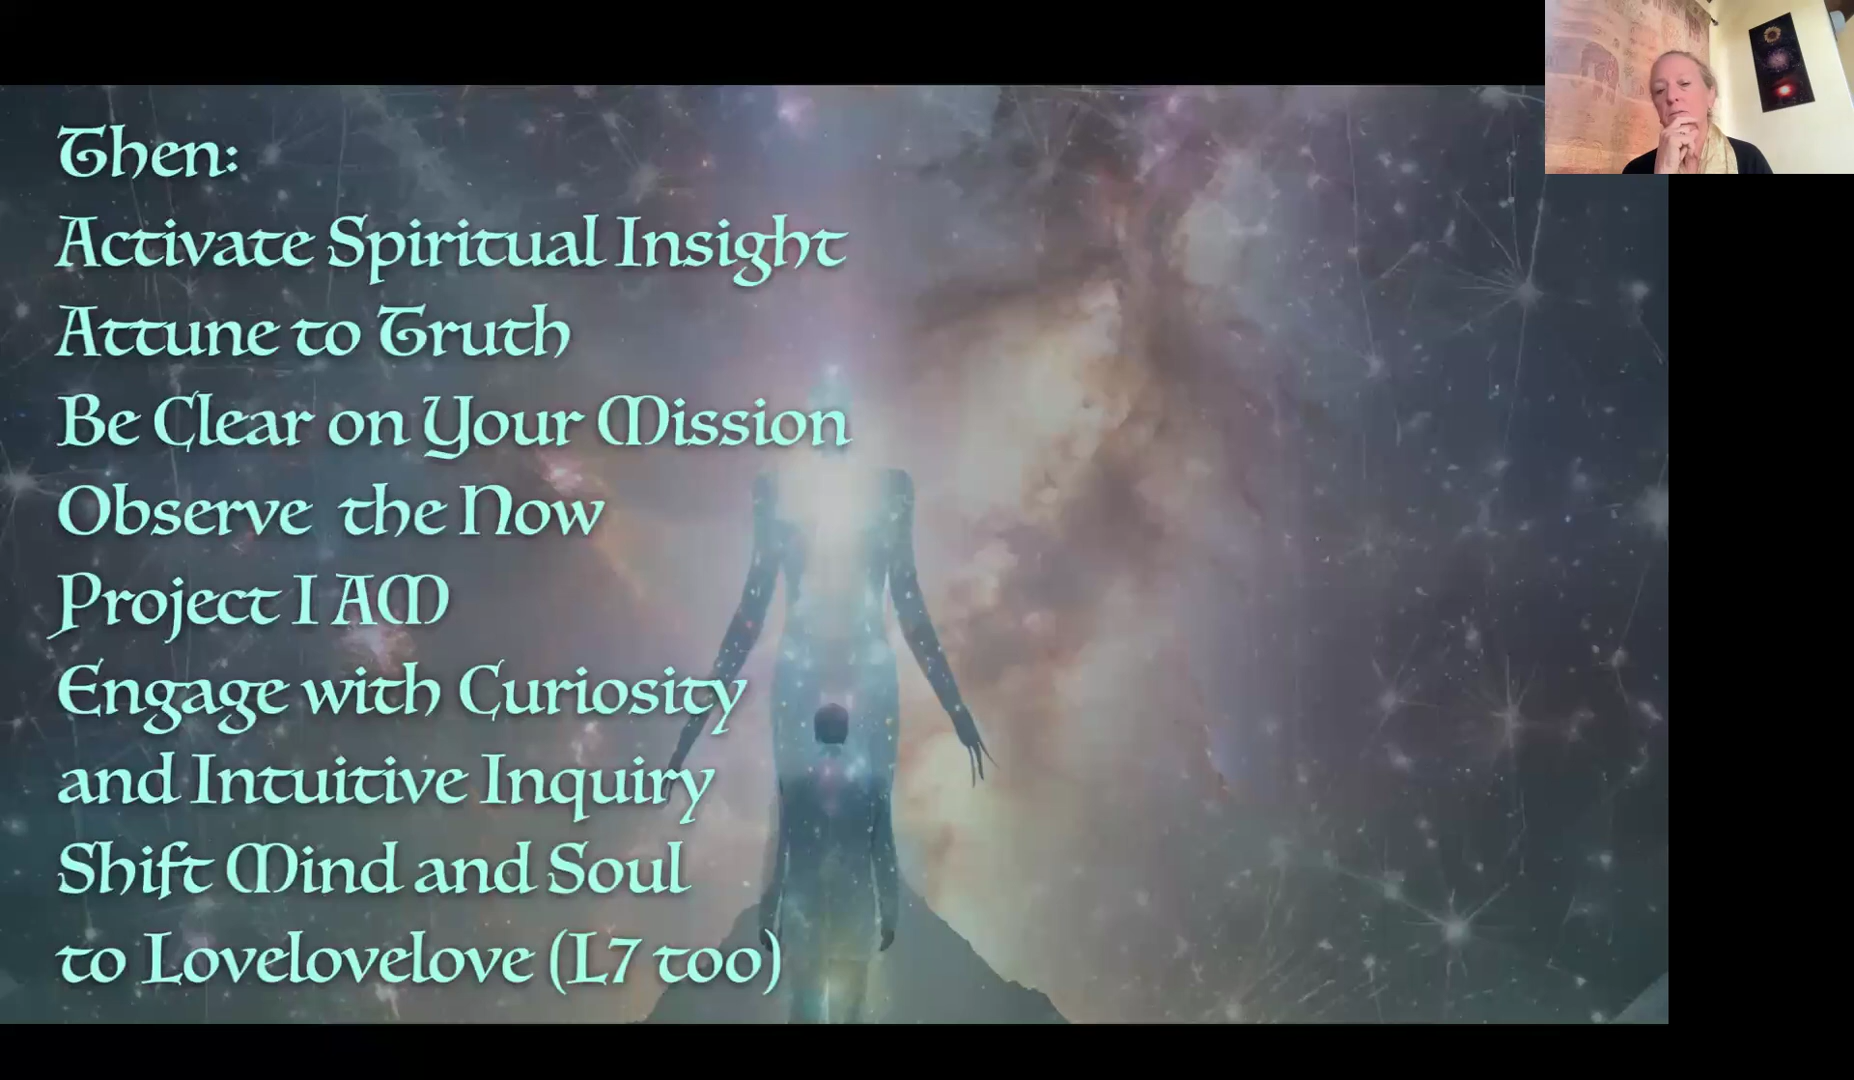 Then:
Activate Spiritual Insight
Attune to Truth
Be Clear on Your Mission
Observe the Now
Project I AM
Engage with Curiosity
and Intuitive Inquiry
Shift Mind and Soul
to Lovelovelove (L7 too)